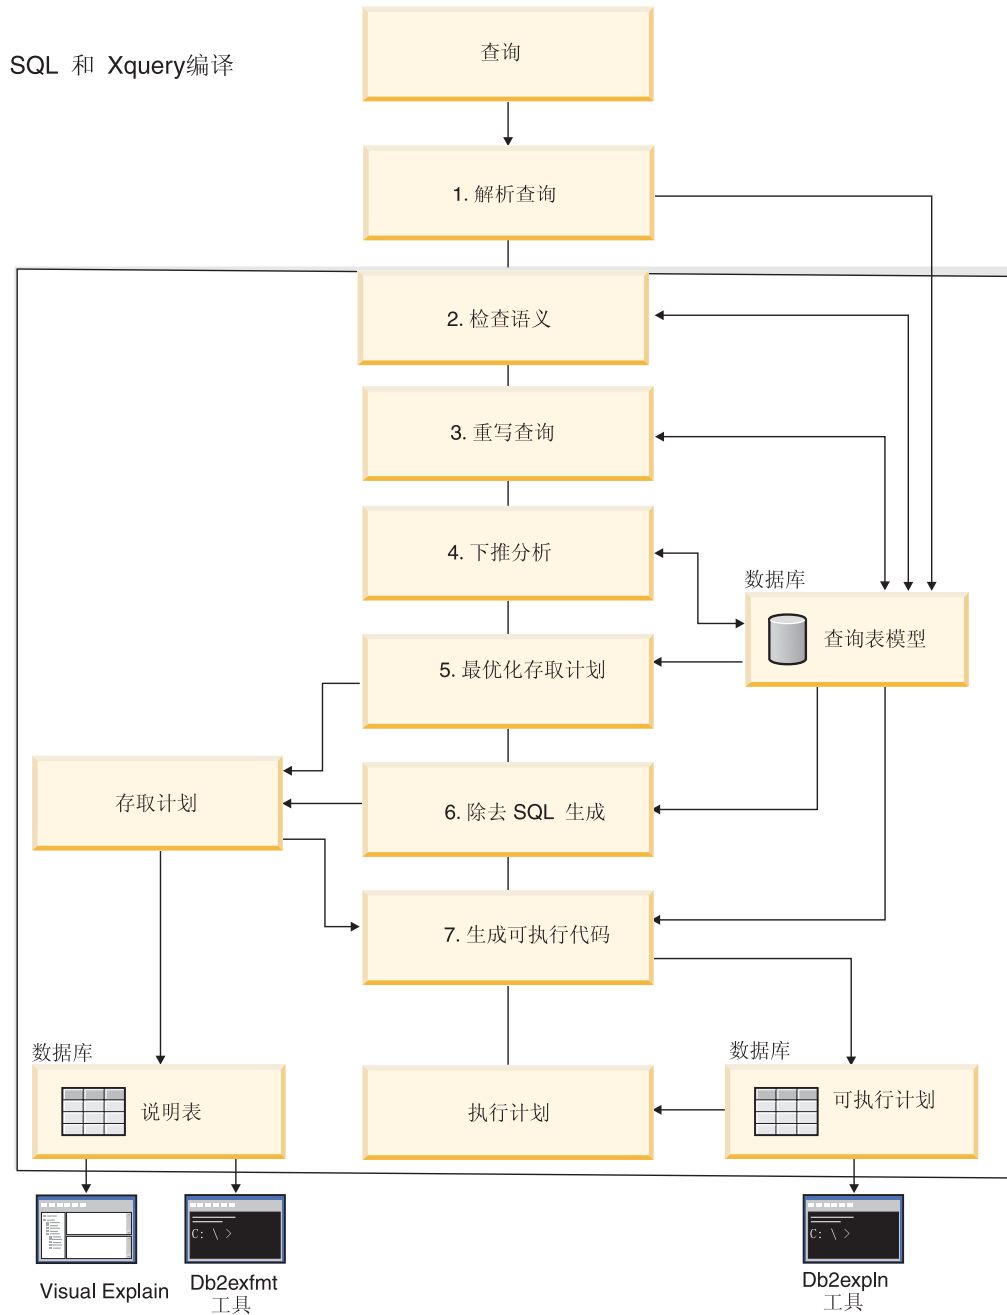 查询
SQL 和 Xquery编译
1. 解析查询
2. 检查语义
3. 重写查询
4. 下推分析
数据库
查询表模型
5. 最优化存取计划
存取计划
6. 除去 SQL 生成
7. 生成可执行代码
数据库
说明表
执行计划
数据库
可执行计划
C: \ >
C: \ >
Visual Explain
Db2exfmt
工具
Db2expln
工具